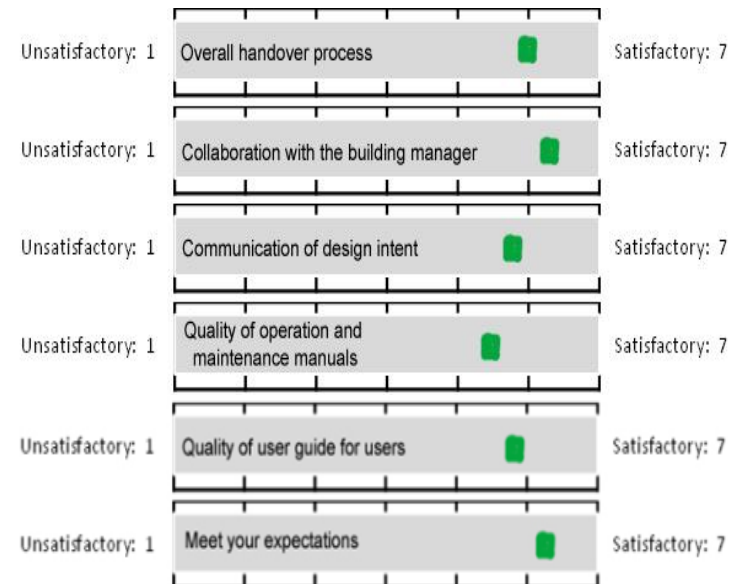 Unsatisfactory: 1 Overall handover process Satisfactory: 7
Unsatisfactory: 1 Collaboration with the building manager Satisfactory: 7
Unsatisfactory: 1 Communication of design intent Satisfactory: 7
Unsatisfactory: 1 Quality of operation and
maintenance manuals Satisfactory: 7
Unsatisfactory: 1 Quality of user guide for users Satisfactory: 7
Unsatisfactory: 1 Meet your expectations Satisfactory: 7